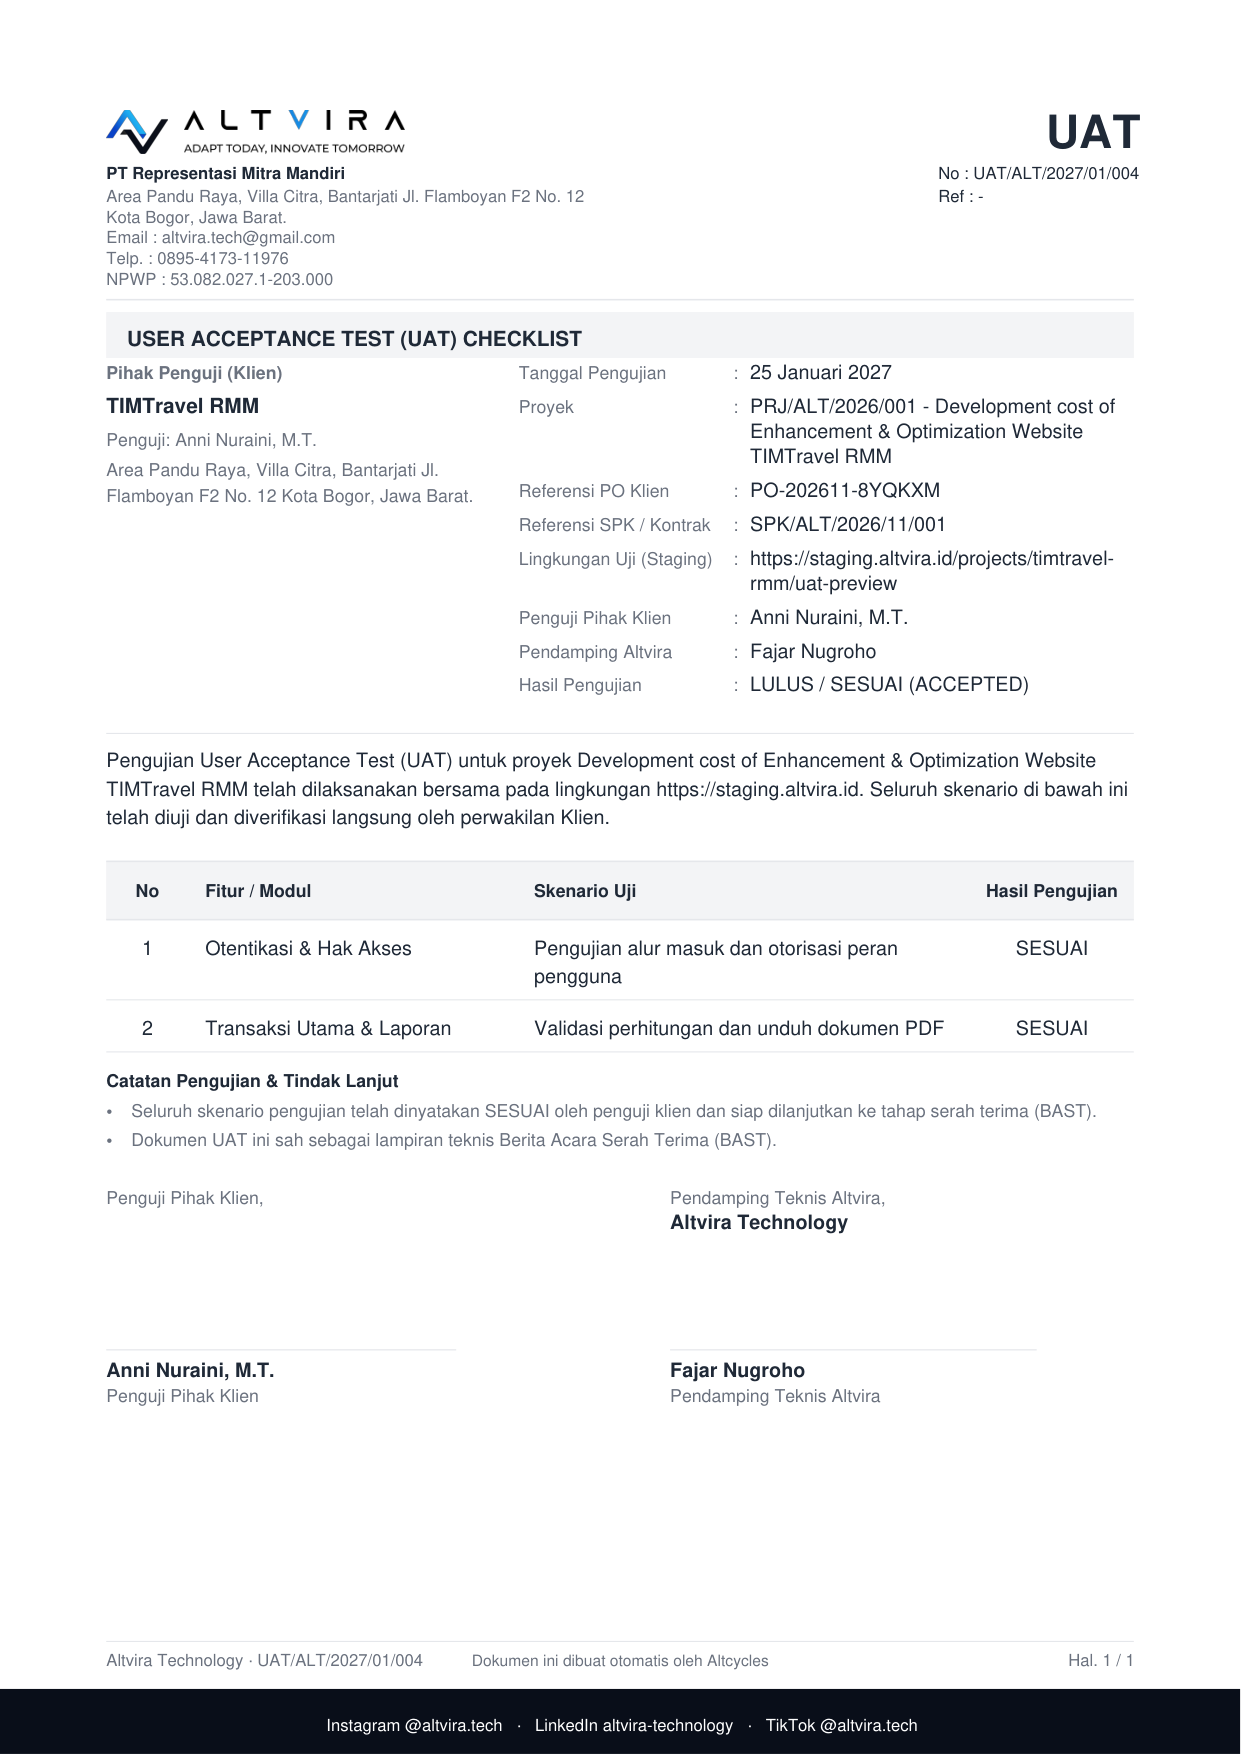 ALTVIRA
ADAPT TODAY, INNOVATE TOMORROW
UAT
PT Representasi Mitra Mandiri
No : UAT/ALT/2027/01/004
Area Pandu Raya, Villa Citra, Bantarjati Jl. Flamboyan F2 No. 12
Ref : -
Kota Bogor, Jawa Barat.
Email : altvira.tech@gmail.com
Telp. : 0895-4173-11976
NPWP : 53.082.027.1-203.000
USER ACCEPTANCE TEST (UAT) CHECKLIST
Pihak Penguji (Klien)
TIMTravel RMM
Penguji: Anni Nuraini, M.T.
Area Pandu Raya, Villa Citra, Bantarjati Jl.
Flamboyan F2 No. 12 Kota Bogor, Jawa Barat.
Tanggal Pengujian : 25 Januari 2027
Proyek : PRJ/ALT/2026/001 - Development cost of
Enhancement & Optimization Website
TIMTravel RMM
Referensi PO Klien : PO-202611-8YQKXM
Referensi SPK / Kontrak : SPK/ALT/2026/11/001
Lingkungan Uji (Staging) : https://staging.altvira.id/projects/timtravel-
rmm/uat-preview
Penguji Pihak Klien : Anni Nuraini, M.T.
Pendamping Altvira : Fajar Nugroho
Hasil Pengujian : LULUS / SESUAI (ACCEPTED)
Pengujian User Acceptance Test (UAT) untuk proyek Development cost of Enhancement & Optimization Website
TIMTravel RMM telah dilaksanakan bersama pada lingkungan https://staging.altvira.id. Seluruh skenario di bawah ini
telah diuji dan diverifikasi langsung oleh perwakilan Klien.
No Fitur / Modul Skenario Uji Hasil Pengujian
1 Otentikasi & Hak Akses Pengujian alur masuk dan otorisasi peran SESUAI
pengguna
2 Transaksi Utama & Laporan Validasi perhitungan dan unduh dokumen PDF SESUAI
Catatan Pengujian & Tindak Lanjut
• Seluruh skenario pengujian telah dinyatakan SESUAI oleh penguji klien dan siap dilanjutkan ke tahap serah terima (BAST).
• Dokumen UAT ini sah sebagai lampiran teknis Berita Acara Serah Terima (BAST).
Penguji Pihak Klien,
Pendamping Teknis Altvira,
Altvira Technology
Anni Nuraini, M.T.
Penguji Pihak Klien
Fajar Nugroho
Pendamping Teknis Altvira
Altvira Technology · UAT/ALT/2027/01/004 Dokumen ini dibuat otomatis oleh Altcycles Hal. 1 / 1
Instagram @altvira.tech · LinkedIn altvira-technology · TikTok @altvira.tech